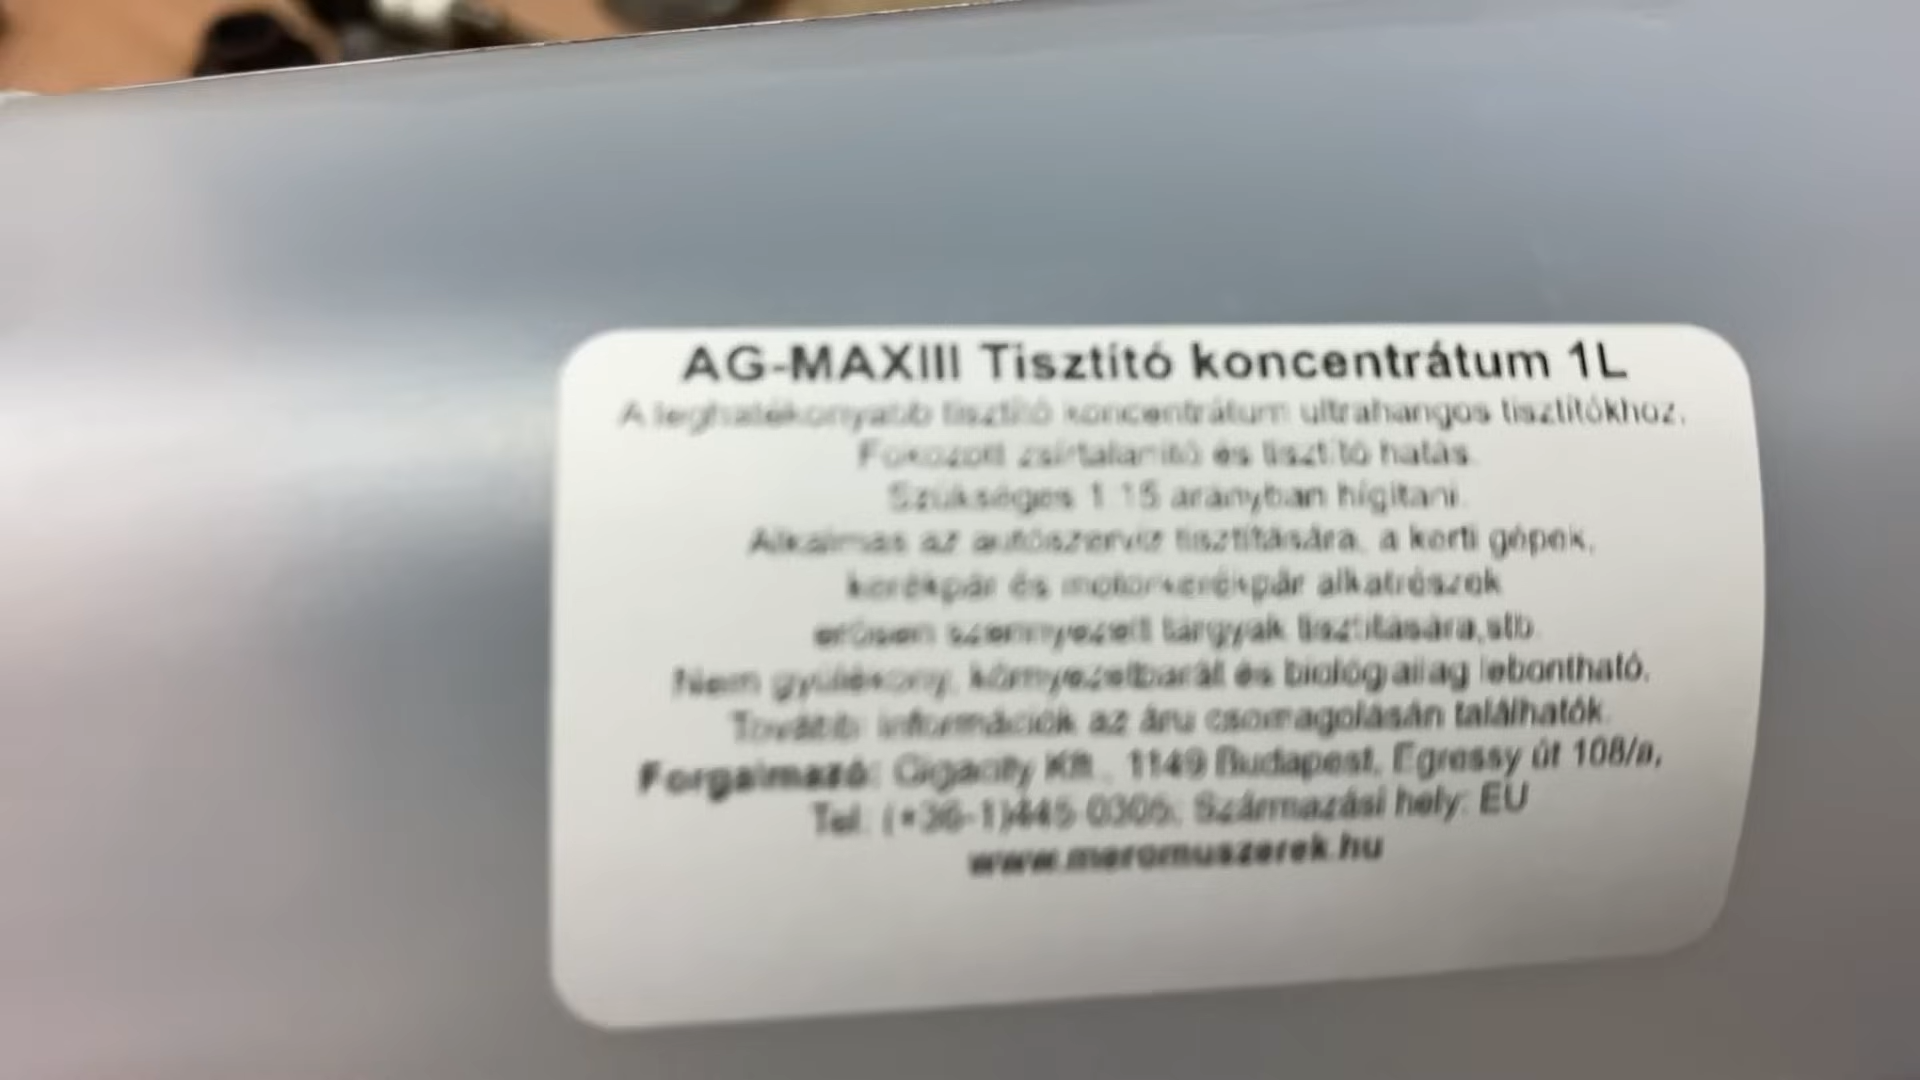 AG-MAXIII Tisztító koncentrátum 1L
A leghatékonyabb tisztító koncentrátum ultrahangos tisztítókhoz.
Fokozott zsírtalanító és tisztító hatás.
Szükséges 1:15 arányban hígítani.
Alkalmas az autószerviz tisztítására, a kerti gépek,
kerékpár és motorkerékpár alkatrészek
erősen szennyezett tárgyak tisztítására,stb.
Nem gyúlékony, környezetbarát és biológiailag lebontható.
További információk az áru csomagolásán találhatók.
Forgalmazó: Gigacity Kft., 1149 Budapest, Egressy út 108/a,
Tel: (+36-1)445-0306, Származási hely: EU
www.meromuszerek.hu